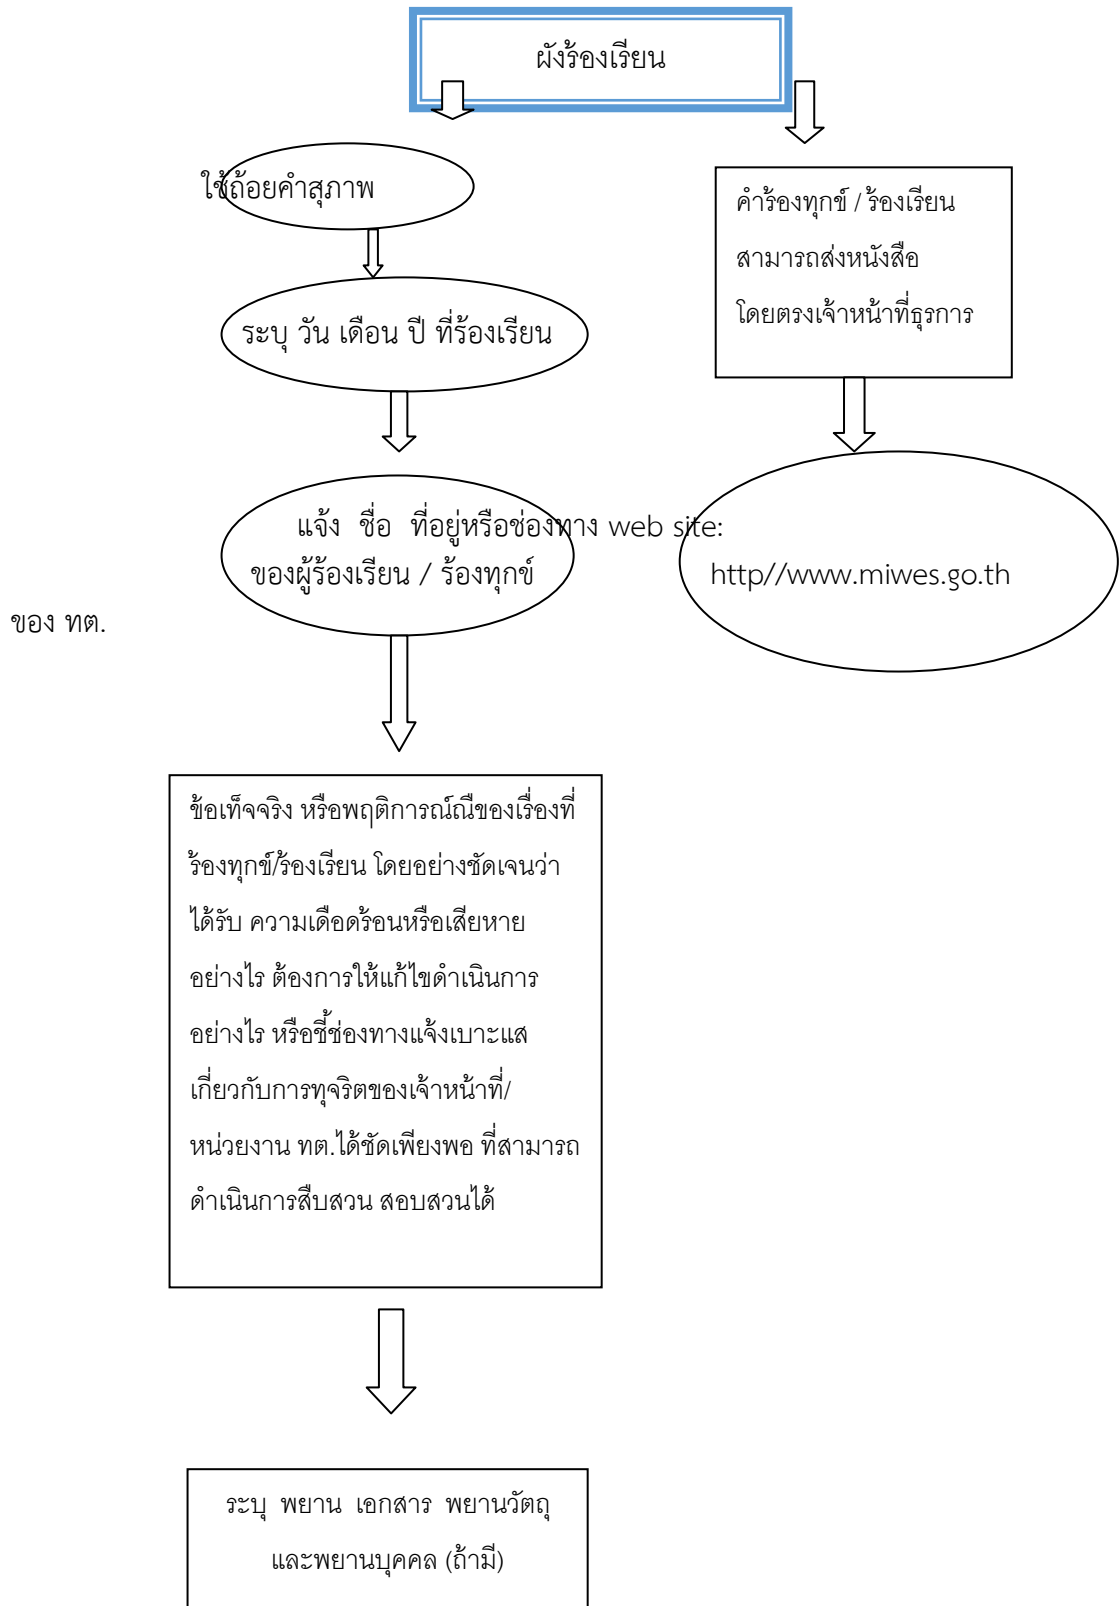 ผังร้องเรียน
ใช้ถ้อยคำสุภาพ
ระบุ วัน เดือน ปี ที่ร้องเรียน
แจ้ง ชื่อ ที่อยู่หรือช่องทาง web site:
ของผู้ร้องเรียน / ร้องทุกข์
http//www.miwes.go.th
ของ ทต.
คำร้องทุกข์ / ร้องเรียน
สามารถส่งหนังสือ
โดยตรงเจ้าหน้าที่ธุรการ
ข้อเท็จจริง หรือพฤติการณ์ณีของเรื่องที่
ร้องทุกข์/ร้องเรียน โดยอย่างชัดเจนว่า
ได้รับ ความเดือดร้อนหรือเสียหาย
อย่างไร ต้องการให้แก้ไขดำเนินการ
อย่างไร หรือชี้ช่องทางแจ้งเบาะแส
เกี่ยวกับการทุจริตของเจ้าหน้าที่/
หน่วยงาน ทต.ได้ชัดเพียงพอ ที่สามารถ
ดำเนินการสืบสวน สอบสวนได้
ระบุ พยาน เอกสาร พยานวัตถุ
และพยานบุคคล (ถ้ามี)